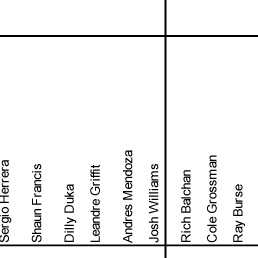 Sergio Herrera
Shaun Francis
Dilly Duka
Leandre Griffit
Andres Mendoza
Josh Williams
Rich Balchan
Cole Grossman
Ray Burse